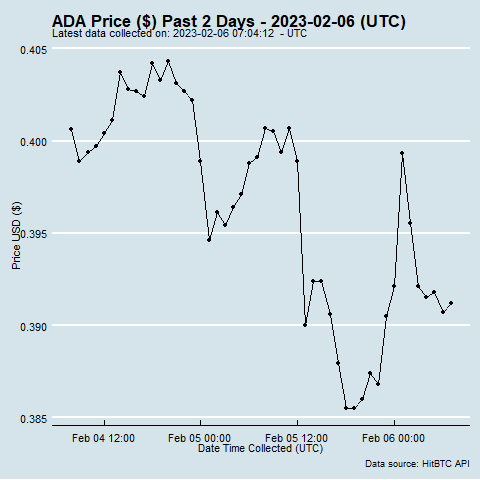 ADA Price ($) Past 2 Days - 2023-02-06 (UTC)
Latest data collected on: 2023-02-06 07:04:12 - UTC
0.405
0.400
0.395
0.390
0.385
Price USD ($)
Feb 04 12:00 Feb 05 00:00 Feb 05 12:00 Feb 06 00:00
Date Time Collected (UTC)
Data source: HitBTC API